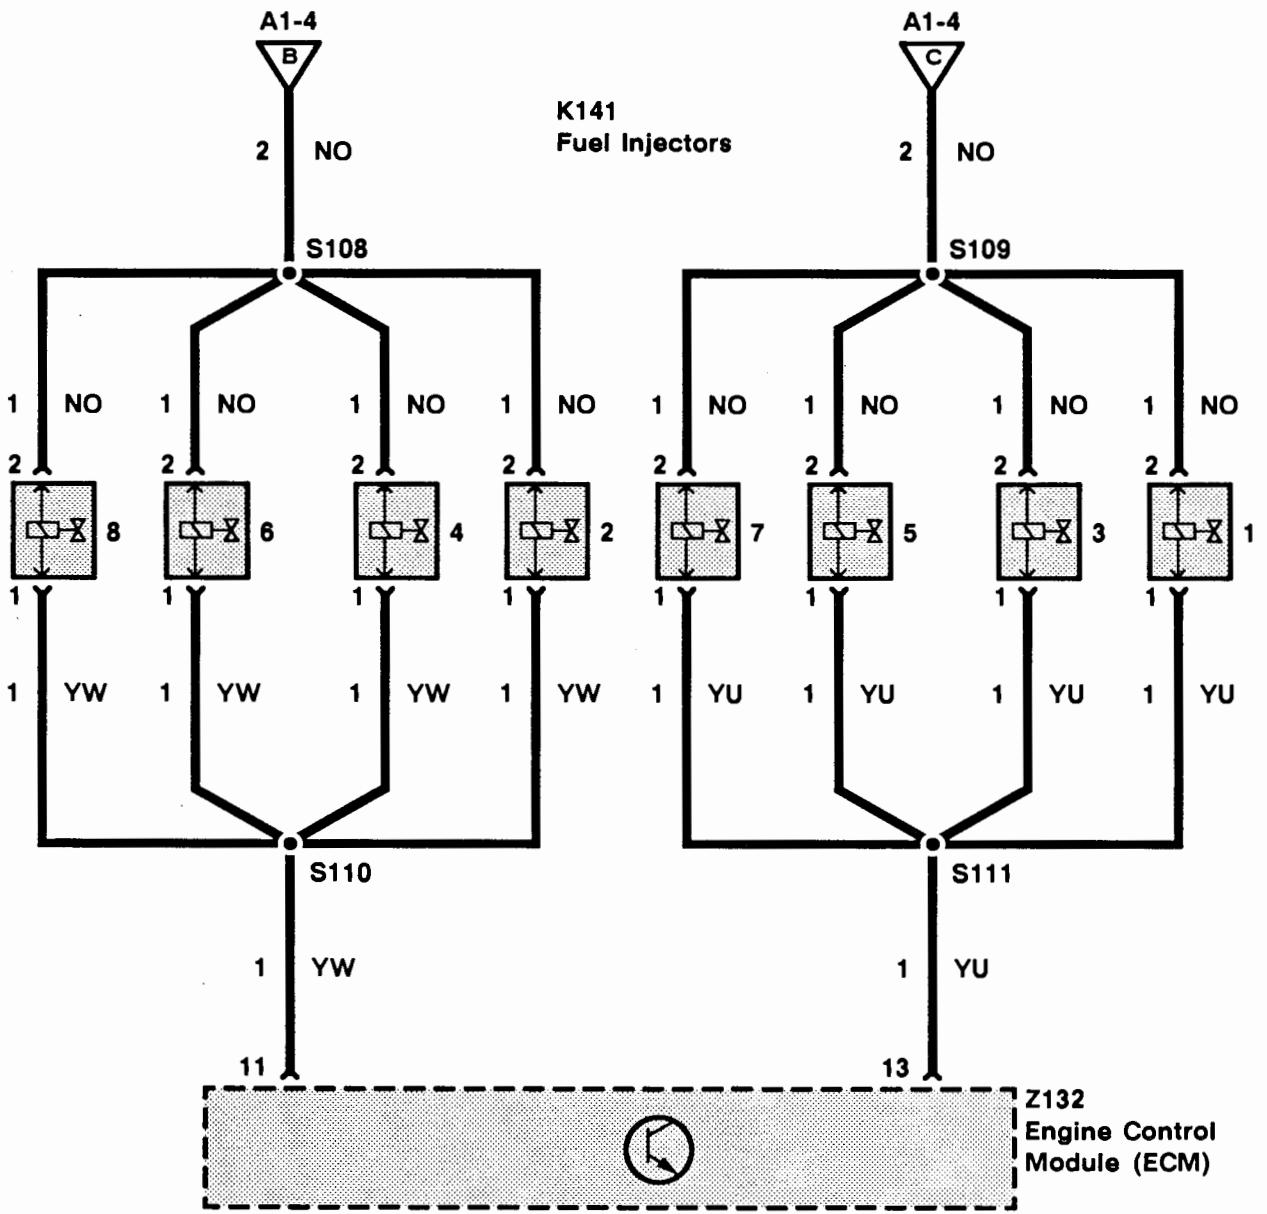 A1-4 A1-4
B C
K141
Fuel Injectors
2 NO 2 NO
S108 S109
1 NO 1 NO 1 NO 1 NO 1 NO 1 NO 1 NO 1 NO
2 2 2 2 2 2 2 2
8 6 4 2 7 5 3 1
1 1 1 1 1 1 1 1
1 YW 1 YW 1 YW 1 YW 1 YU 1 YU 1 YU 1 YU
S110 S111
1 YW 1 YU
11 13
Z132
Engine Control
Module (ECM)